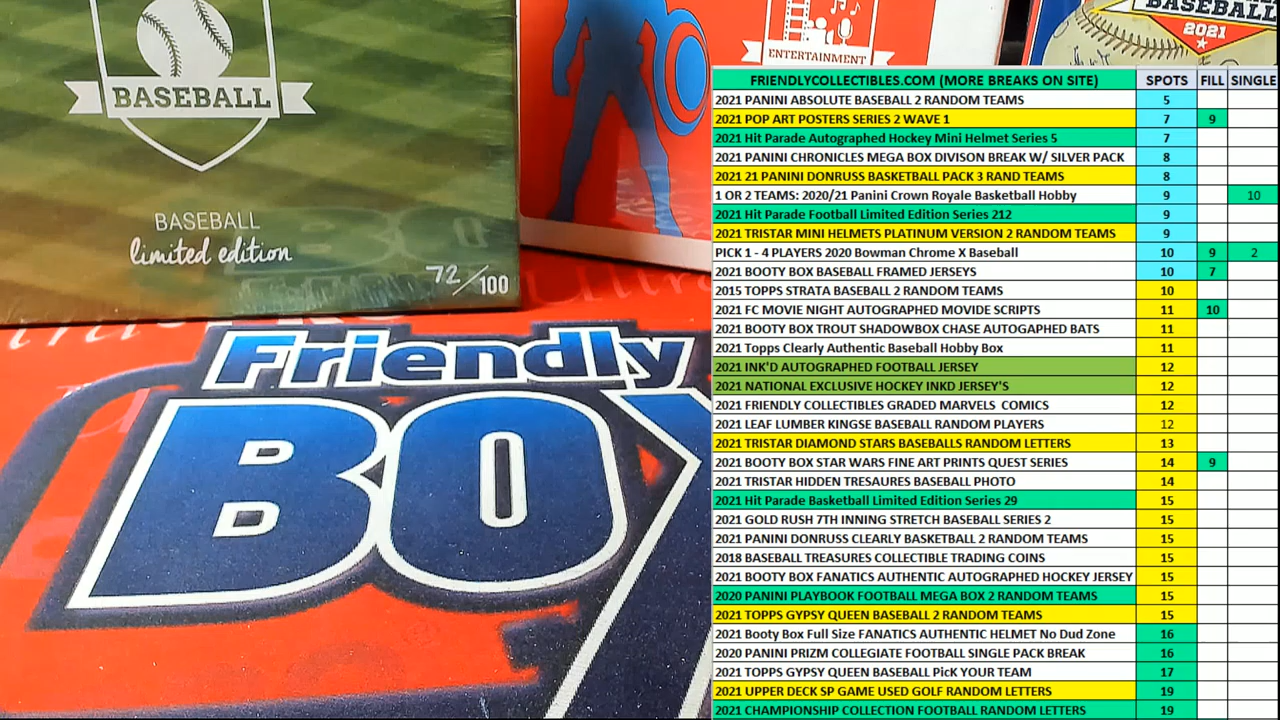 BASEBALL
BASEBALL
limited edition
72/100
ENTERTAINMENT
BASEBALL
2021
Friendly
BO
FRIENDLYCOLLECTIBLES.COM (MORE BREAKS ON SITE) SPOTS FILL SINGLE
2021 PANINI ABSOLUTE BASEBALL 2 RANDOM TEAMS 5
2021 POP ART POSTERS SERIES 2 WAVE 1 7 9
2021 Hit Parade Autographed Hockey Mini Helmet Series 5 7
2021 PANINI CHRONICLES MEGA BOX DIVISON BREAK W/ SILVER PACK 8
2021 21 PANINI DONRUSS BASKETBALL PACK 3 RAND TEAMS 8
1 OR 2 TEAMS: 2020/21 Panini Crown Royale Basketball Hobby 9 10
2021 Hit Parade Football Limited Edition Series 212 9
2021 TRISTAR MINI HELMETS PLATINUM VERSION 2 RANDOM TEAMS 9
PICK 1 - 4 PLAYERS 2020 Bowman Chrome X Baseball 10 9 2
2021 BOOTY BOX BASEBALL FRAMED JERSEYS 10 7
2015 TOPPS STRATA BASEBALL 2 RANDOM TEAMS 10
2021 FC MOVIE NIGHT AUTOGRAPHED MOVIDE SCRIPTS 11 10
2021 BOOTY BOX TROUT SHADOWBOX CHASE AUTOGAPHED BATS 11
2021 Topps Clearly Authentic Baseball Hobby Box 11
2021 INK'D AUTOGRAPHED FOOTBALL JERSEY 12
2021 NATIONAL EXCLUSIVE HOCKEY INKD JERSEY'S 12
2021 FRIENDLY COLLECTIBLES GRADED MARVELS COMICS 12
2021 LEAF LUMBER KINGSE BASEBALL RANDOM PLAYERS 12
2021 TRISTAR DIAMOND STARS BASEBALLS RANDOM LETTERS 13
2021 BOOTY BOX STAR WARS FINE ART PRINTS QUEST SERIES 14 9
2021 TRISTAR HIDDEN TRESAURES BASEBALL PHOTO 14
2021 Hit Parade Basketball Limited Edition Series 29 15
2021 GOLD RUSH 7TH INNING STRETCH BASEBALL SERIES 2 15
2021 PANINI DONRUSS CLEARLY BASKETBALL 2 RANDOM TEAMS 15
2018 BASEBALL TREASURES COLLECTIBLE TRADING COINS 15
2021 BOOTY BOX FANATICS AUTHENTIC AUTOGRAPHED HOCKEY JERSEY 15
2020 PANINI PLAYBOOK FOOTBALL MEGA BOX 2 RANDOM TEAMS 15
2021 TOPPS GYPSY QUEEN BASEBALL 2 RANDOM TEAMS 15
2021 Booty Box Full Size FANATICS AUTHENTIC HELMET No Dud Zone 16
2020 PANINI PRIZM COLLEGIATE FOOTBALL SINGLE PACK BREAK 16
2021 TOPPS GYPSY QUEEN BASEBALL PicK YOUR TEAM 17
2021 UPPER DECK SP GAME USED GOLF RANDOM LETTERS 19
2021 CHAMPIONSHIP COLLECTION FOOTBALL RANDOM LETTERS 19